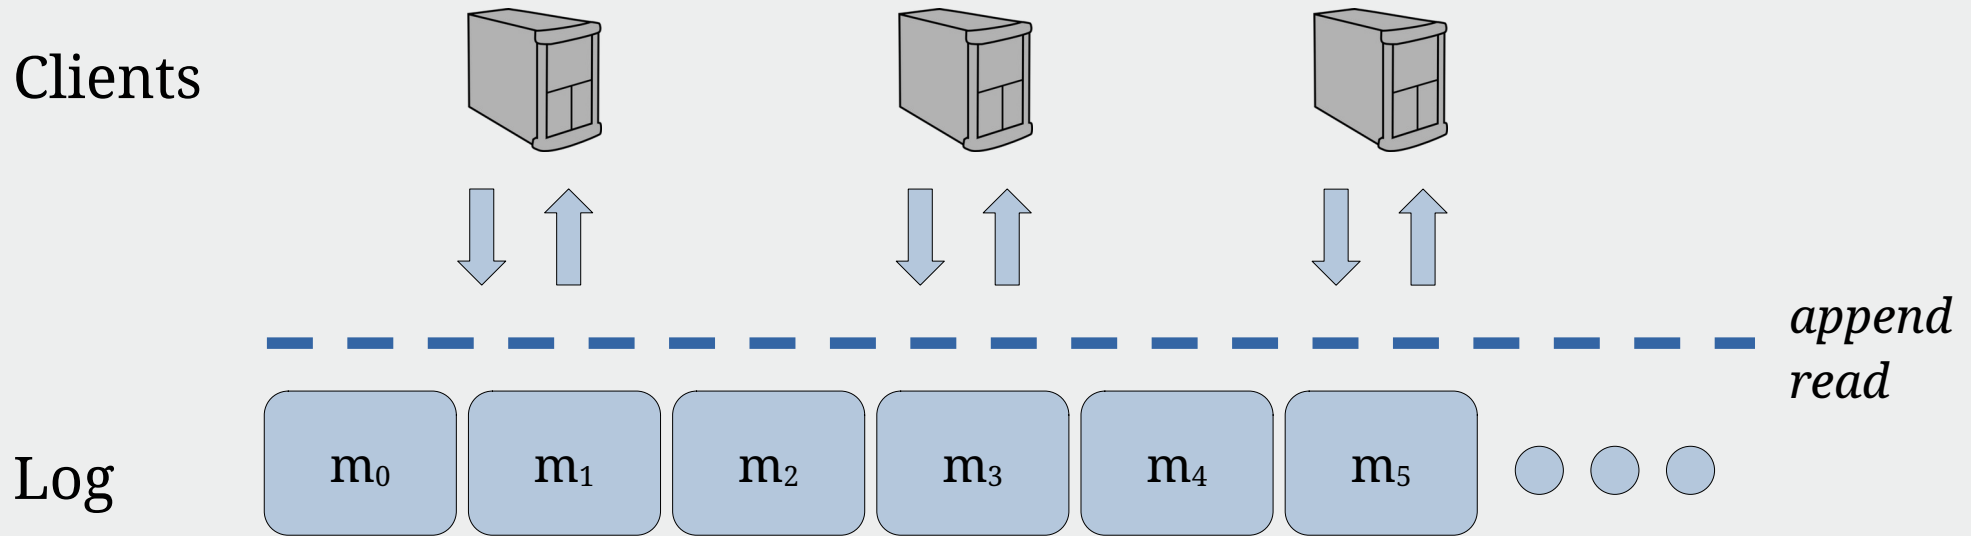 Clients
append
read
Log
m₀ m₁ m₂ m₃ m₄ m₅